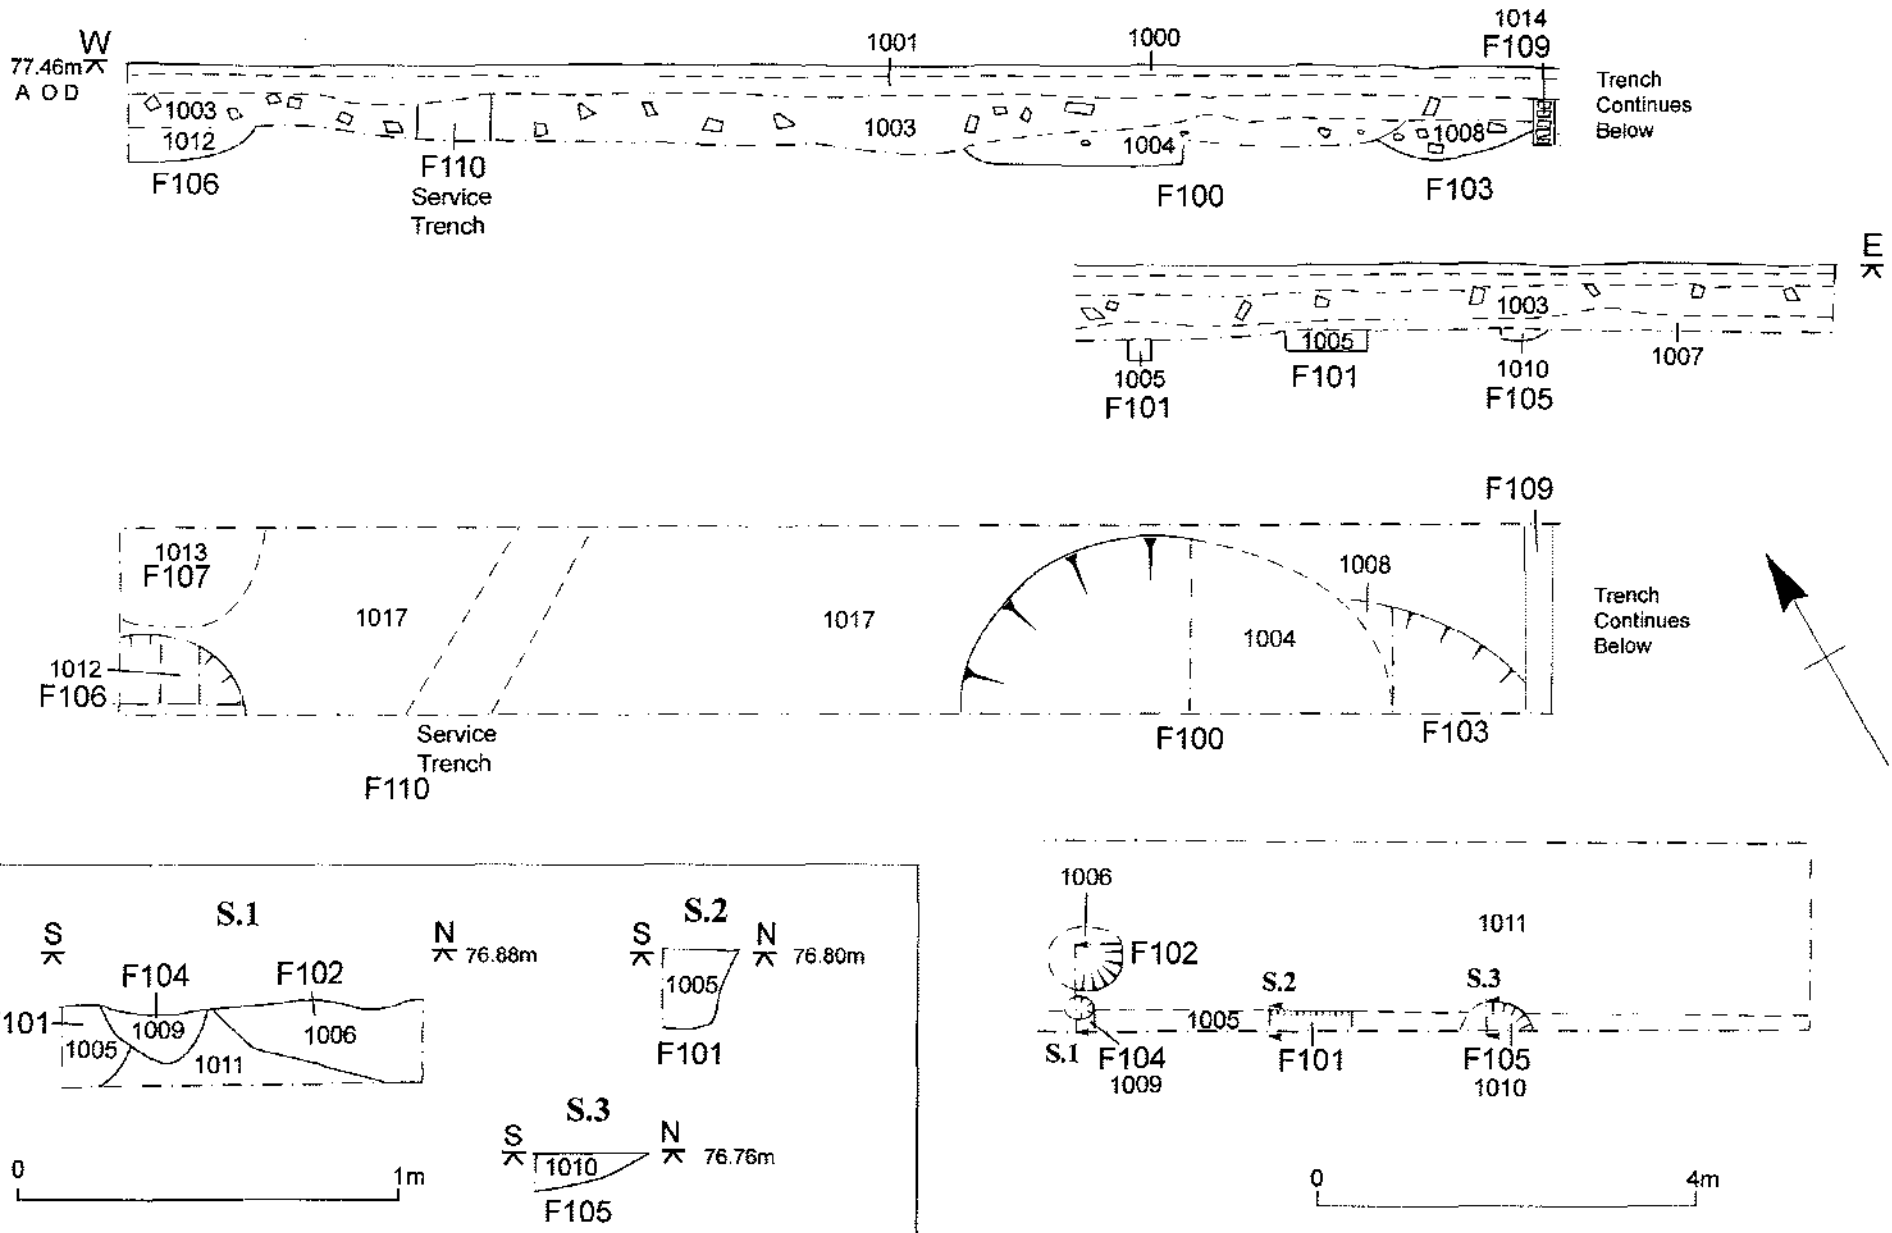 W
77.46m
A O D
1001
1000
1014
F109
Trench
Continues
Below
1003
1012
F106
F110
Service
Trench
1003
1004
F100
1008
F103
E
1003
1005
F101
1005
F101
1010
F105
1007
F109
1013
F107
1017
1012
F106
Service
Trench
F110
1017
1004
1008
F100
F103
Trench
Continues
Below
S.1
S
N 76.88m
F104
F102
101
1005
1009
1011
1006
S.2
S
N 76.80m
1005
F101
S.3
S
N 76.76m
1010
F105
0
1m
1006
F102
1011
S.2
S.3
1005
S.1
F104
1009
F101
F105
1010
0
4m